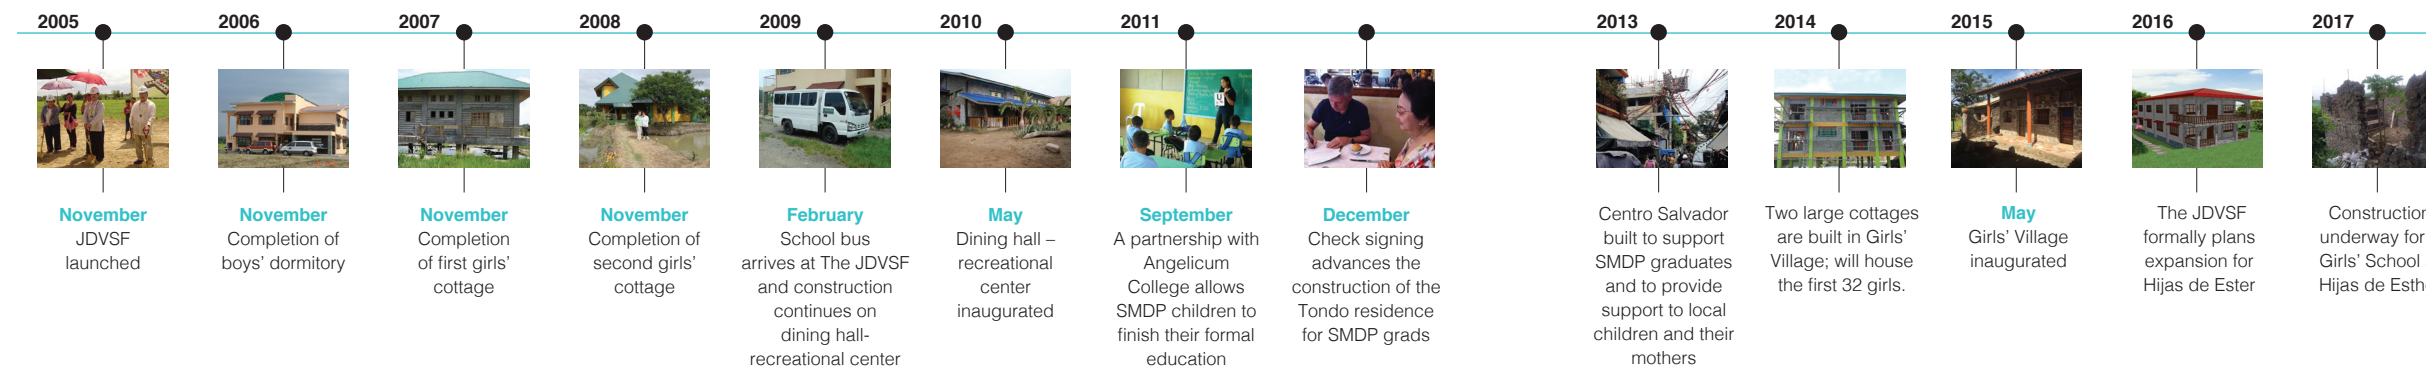 2005
November
JDVSF
launched
2006
November
Completion of
boys' dormitory
2007
November
Completion
of first girls'
cottage
2008
November
Completion of
second girls'
cottage
2009
February
School bus
arrives at The JDVSF
and construction
continues on
dining hall-
recreational center
2010
May
Dining hall –
recreational
center
inaugurated
2011
September
A partnership with
Angelicum
College allows
SMDP children to
finish their formal
education
December
Check signing
advances the
construction of the
Tondo residence
for SMDP grads
2013
Centro Salvador
built to support
SMDP graduates
and to provide
support to local
children and their
mothers
2014
Two large cottages
are built in Girls'
Village; will house
the first 32 girls.
2015
May
Girls' Village
inaugurated
2016
The JDVSF
formally plans
expansion for
Hijas de Ester
2017
Construction
underway for
Girls' School
Hijas de